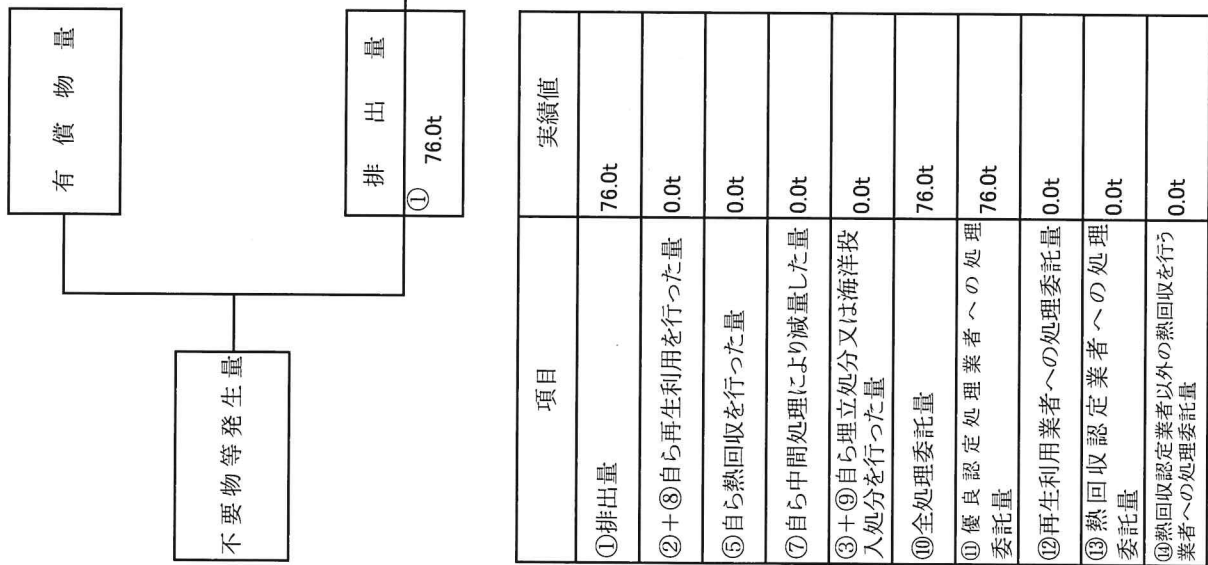 有償物量
不要物等発生量
排出量
① 76.0t
項目 実績値
①排出量 76.0t
②+⑧自ら再生利用を行った量 0.0t
⑤自ら熱回収を行った量 0.0t
⑦自ら中間処理により減量した量 0.0t
③+⑨自ら埋立処分又は海洋投
入処分を行った量 0.0t
⑩全処理委託量 76.0t
⑪優良認定処理業者への処理
委託量 76.0t
⑫再生利用業者への処理委託量 0.0t
⑬熱回収認定業者への処理
委託量 0.0t
⑭熱回収認定業者以外の熱回収を行う
業者への処理委託量 0.0t